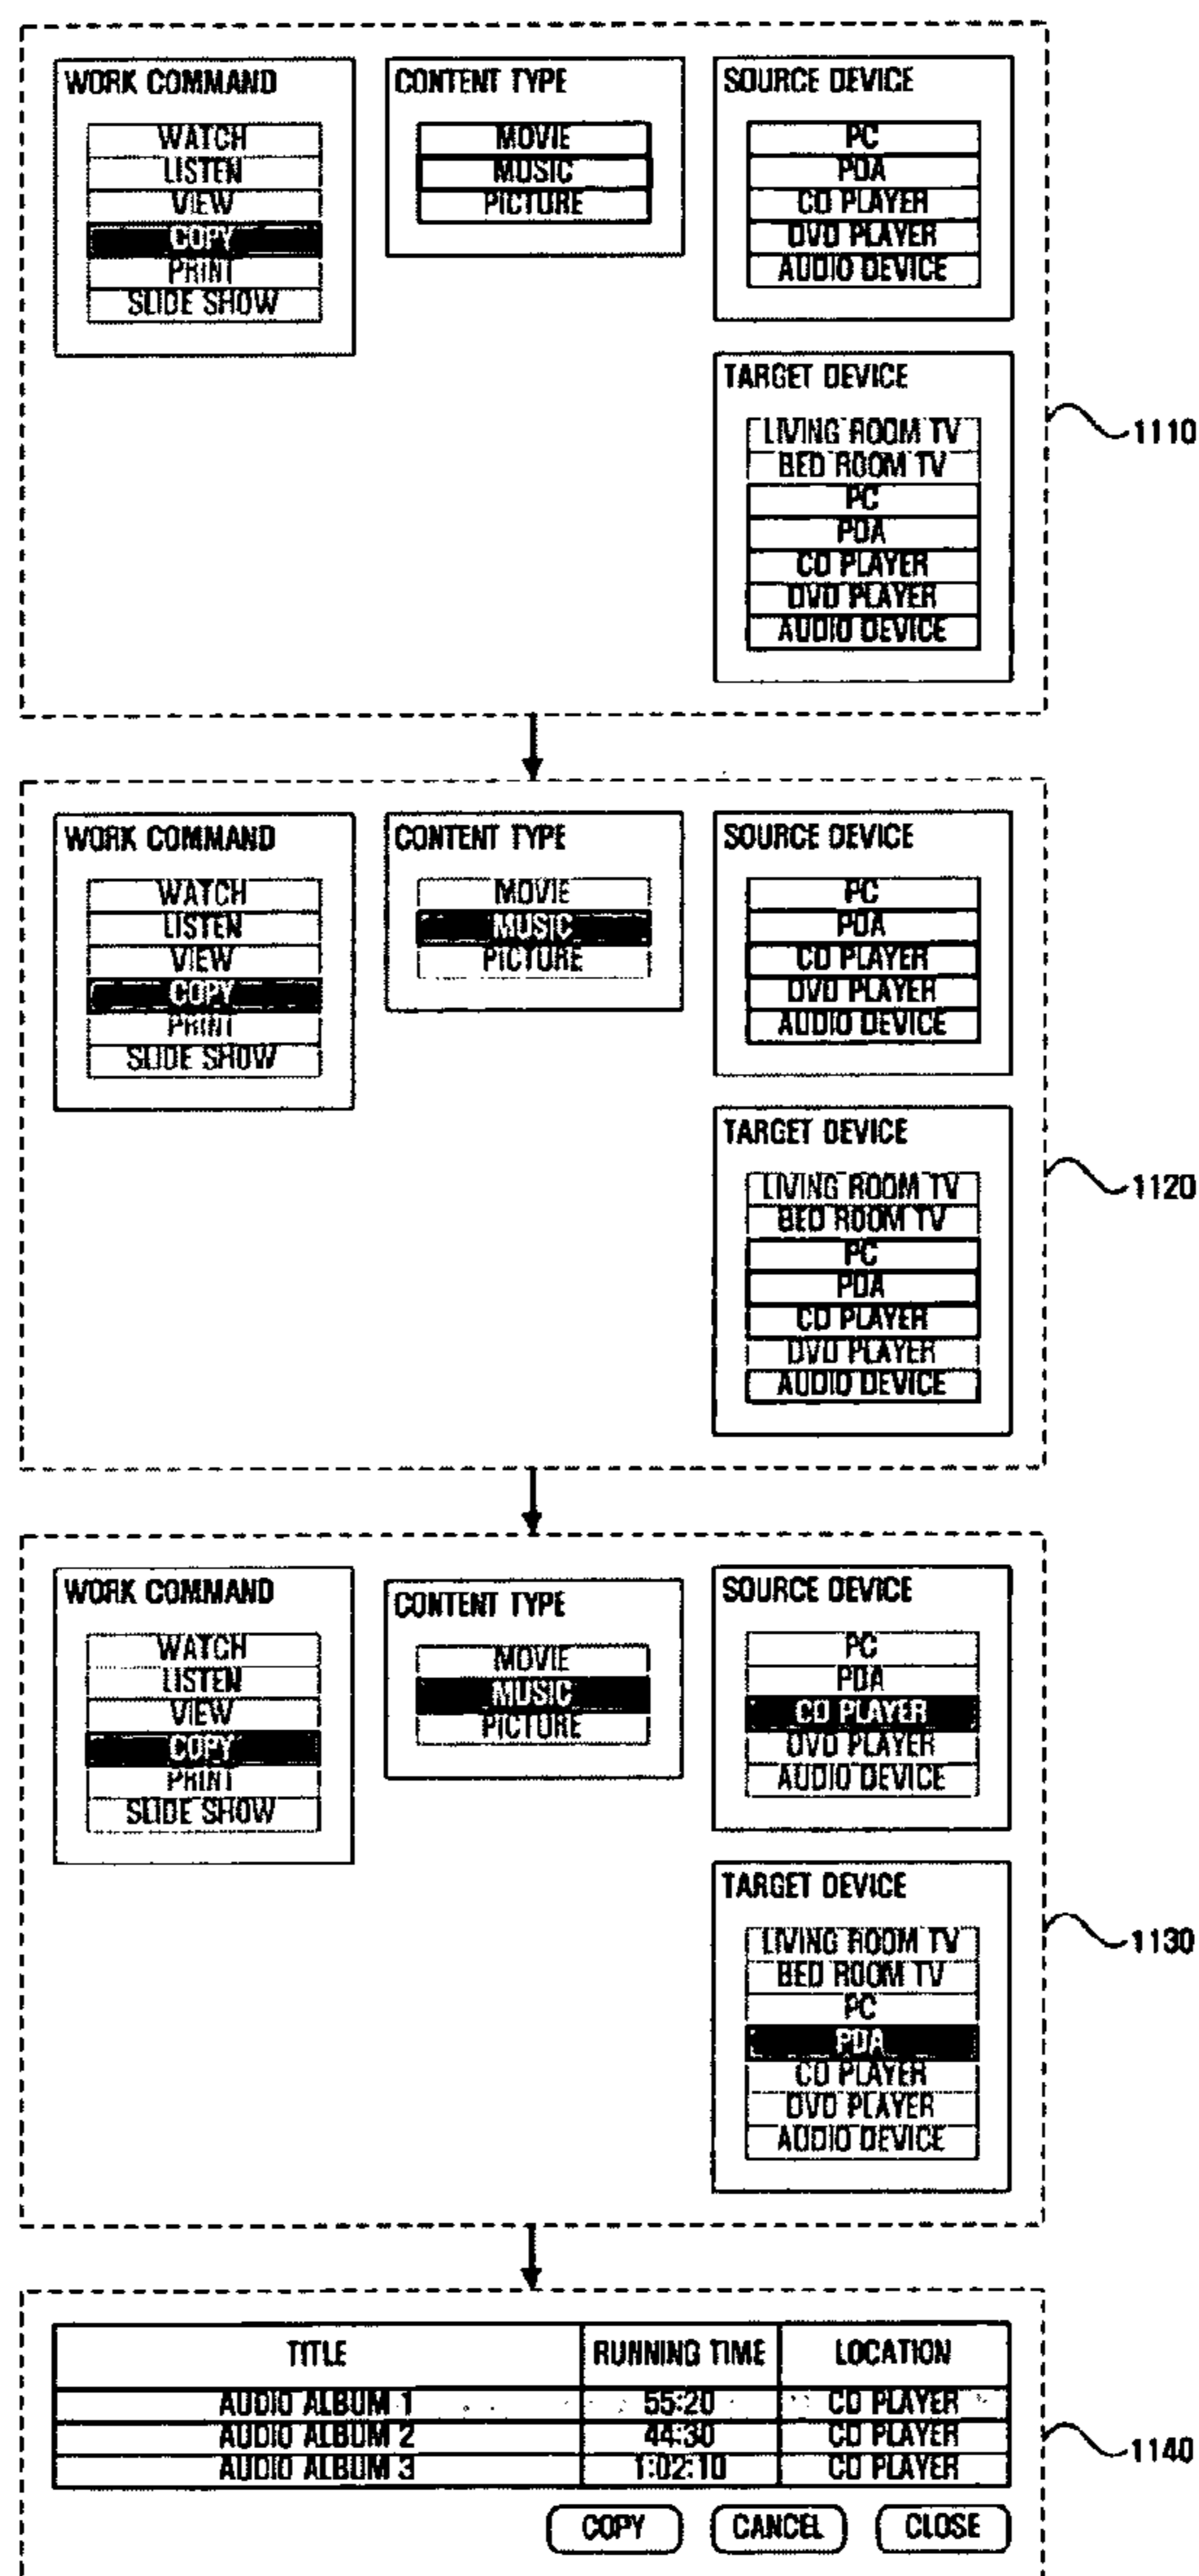 WORK COMMAND
WATCH
LISTEN
VIEW
COPY
PRINT
SLIDE SHOW
CONTENT TYPE
MOVIE
MUSIC
PICTURE
SOURCE DEVICE
PC
PDA
CD PLAYER
DVD PLAYER
AUDIO DEVICE
TARGET DEVICE
LIVING ROOM TV
BED ROOM TV
PC
PDA
CD PLAYER
DVD PLAYER
AUDIO DEVICE
1110
WORK COMMAND
WATCH
LISTEN
VIEW
COPY
PRINT
SLIDE SHOW
CONTENT TYPE
MOVIE
MUSIC
PICTURE
SOURCE DEVICE
PC
PDA
CD PLAYER
DVD PLAYER
AUDIO DEVICE
TARGET DEVICE
LIVING ROOM TV
BED ROOM TV
PC
PDA
CD PLAYER
DVD PLAYER
AUDIO DEVICE
1120
WORK COMMAND
WATCH
LISTEN
VIEW
COPY
PRINT
SLIDE SHOW
CONTENT TYPE
MOVIE
MUSIC
PICTURE
SOURCE DEVICE
PC
PDA
CD PLAYER
DVD PLAYER
AUDIO DEVICE
TARGET DEVICE
LIVING ROOM TV
BED ROOM TV
PC
PDA
CD PLAYER
DVD PLAYER
AUDIO DEVICE
1130
TITLE RUNNING TIME LOCATION
AUDIO ALBUM 1 55:20 CD PLAYER
AUDIO ALBUM 2 44:30 CD PLAYER
AUDIO ALBUM 3 1:02:10 CD PLAYER
COPY CANCEL CLOSE
1140